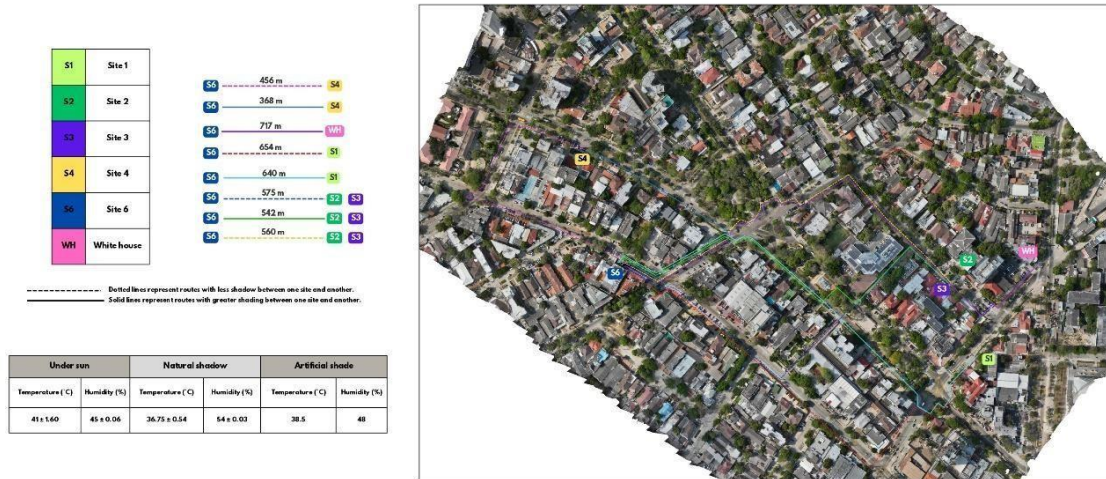 S1 Site 1
S2 Site 2
S3 Site 3
S4 Site 4
S6 Site 6
WH White house
S6 456 m S4
S6 368 m S4
S6 717 m WH
S6 654 m S1
S6 640 m S1
S6 575 m S2 S3
S6 542 m S2 S3
S6 560 m S2 S3
Dotted lines represent routes with less shadow between one site and another.
Solid lines represent routes with greater shading between one site and another.
Under sun Natural shadow Artificial shade
Temperature (°C) Humidity (%) Temperature (°C) Humidity (%) Temperature (°C) Humidity (%)
41 ± 1.60 45 ± 0.06 36.75 ± 0.54 54 ± 0.03 38.5 48
S4
S6
S2
WH
S3
S1